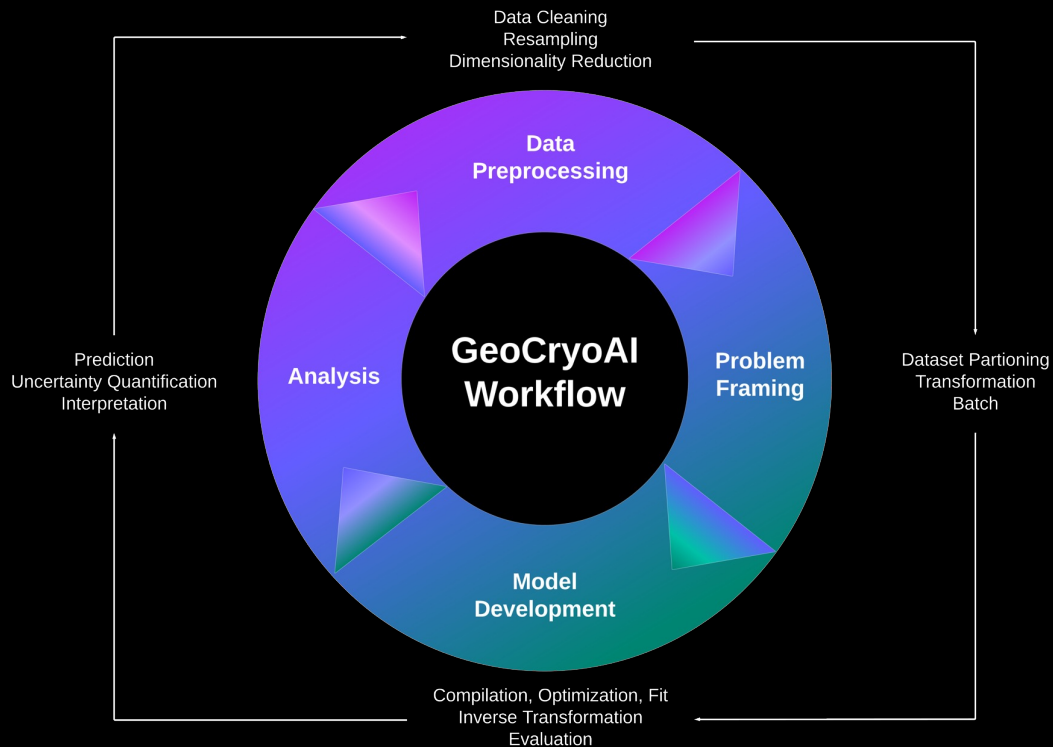 Data Cleaning
Resampling
Dimensionality Reduction
Data
Preprocessing
GeoCryoAI
Workflow
Problem
Framing
Analysis
Prediction
Uncertainty Quantification
Interpretation
Dataset Partioning
Transformation
Batch
Model
Development
Compilation, Optimization, Fit
Inverse Transformation
Evaluation